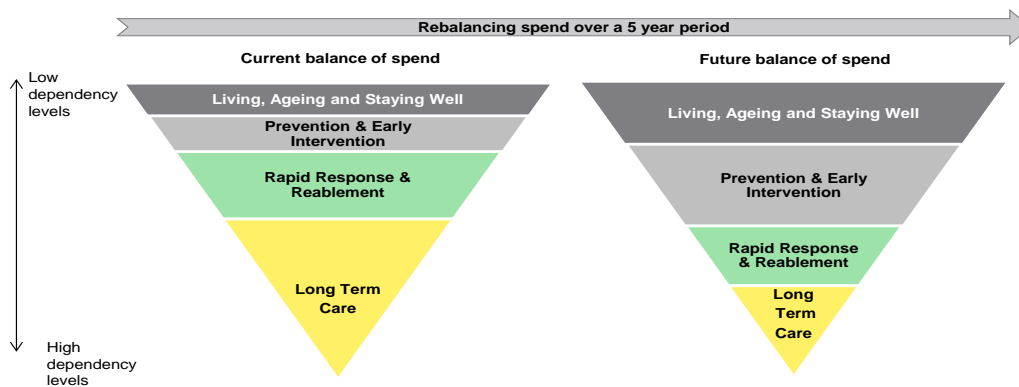 Rebalancing spend over a 5 year period
Current balance of spend
Future balance of spend
Low
dependency
levels
Living, Ageing and Staying Well
Prevention & Early
Intervention
Rapid Response &
Reablement
Long Term
Care
Living, Ageing and Staying Well
Prevention & Early
Intervention
Rapid Response
& Reablement
Long
Term
Care
High
dependency
levels